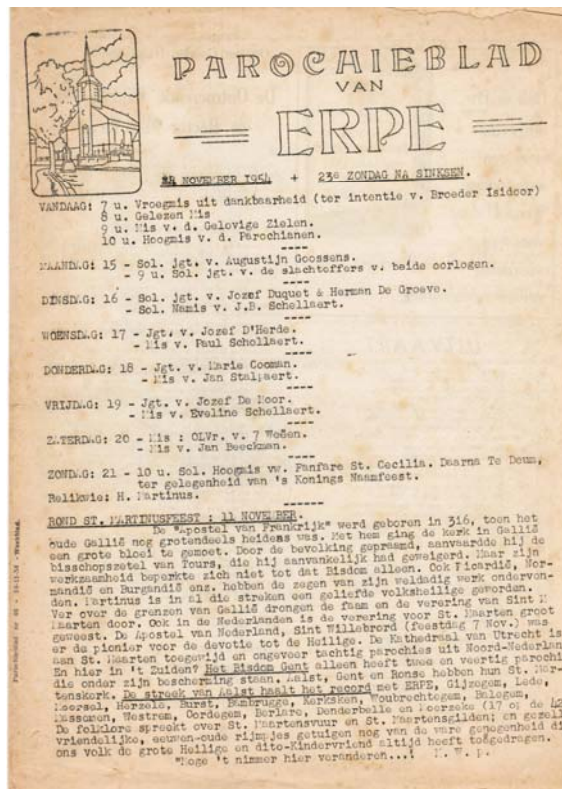 PAROCHIEBLAD
VAN
ERPE
NOVEMBER 1954 + 23e ZONDAG NA SINKSEN.
VANDAAG: 7 u. Vroegmis uit dankbaarheid (ter intentie v. Broeder Isidoor)
8 u. Gelezen Mis
9 u. Mis v. d. Gelovige Zielen.
10 u. Hoogmis v. d. Parochianen.
----
MAANDAG: 15 - Sol. jgt. v. Augustijn Goossens.
- 9 u. Sol. jgt. v. de slachtoffers v. beide oorlogen.
----
DINSDAG: 16 - Sol. jgt. v. Jozef Duquet & Herman De Groeve.
- Sol. Namis v. J.B. Schellaert.
----
WOENSDAG: 17 - Jgt. v. Jozef D'Herde.
- Mis v. Paul Schollaert.
----
DONDERDAG: 18 - Jgt. v. Marie Cooman.
- Mis v. Jan Stalpaert.
----
VRIJDAG: 19 - Jgt. v. Jozef De Moor.
- Mis v. Eveline Schellaert.
----
ZATERDAG: 20 - Mis : OLVr. v. 7 Weëen.
- Mis v. Jan Beeckman.
----
ZONDAG: 21 - 10 u. Sol. Hoogmis vw. Fanfare St. Cecilia. Daarna Te Deum,
ter gelegenheid van 's Konings Naamfeest.
Relikwie: H. Martinus.
------
ROND ST. MARTINUSFEEST : 11 NOVEMBER.
De "Apostel van Frankrijk" werd geboren in 316, toen het
oude Gallië nog grotendeels heidens was. Met hem ging de kerk in Gallië
een grote bloei te gemoet. Door de bevolking gepraamd, aanvaardde hij de
bisschopszetel van Tours, die hij aanvankelijk had geweigerd. Maar zijn
werkzaamheid beperkte zich niet tot dat Bisdom alleen. Ook Picardië, Nor-
mandië en Burgandië enz. hebben de zegen van zijn weldadig werk ondervon-
den. Martinus is in al die streken een geliefde volksheilige geworden.
Ver over de grenzen van Gallië drongen de faam en de verering van Sint M
Maarten door. Ook in de Nederlanden is de verering voor St. Maarten groot
geweest. De Apostel van Nederland, Sint Willebrord (feestdag 7 Nov.) was
er de pionier voor de devotie tot de Heilige. De Kathedraal van Utrecht is
aan St. Maarten toegewijd en ongeveer tachtig parochies uit Noord-Nederland
En hier in 't Zuiden? Het Bisdom Gent alleen heeft twee en veertig parochi
die onder zijn bescherming staan. Aalst, Gent en Ronse hebben hun St. Mar-
tenskerk. De streek van Aalst haalt het record met ERPE, Gijzegem, Lede,
Moorsel, Herzele, Burst, Bambrugge, Kerksken, Woubrechtegem, Balegem,
Massemen, Westrem, Oordegem, Berlare, Denderbelle en Moerzeke (17 op de 42
De folklore spreekt over St. Maartensvuur en St. Maartensgilden; en gezell
vriendelijke, eeuwen-oude rijmpjes getuigen nog van de ware genegenheid di
ons volk de grote Heilige en dito-Kindervriend altijd heeft toegedragen.
"Moge 't nimmer hier veranderen...!